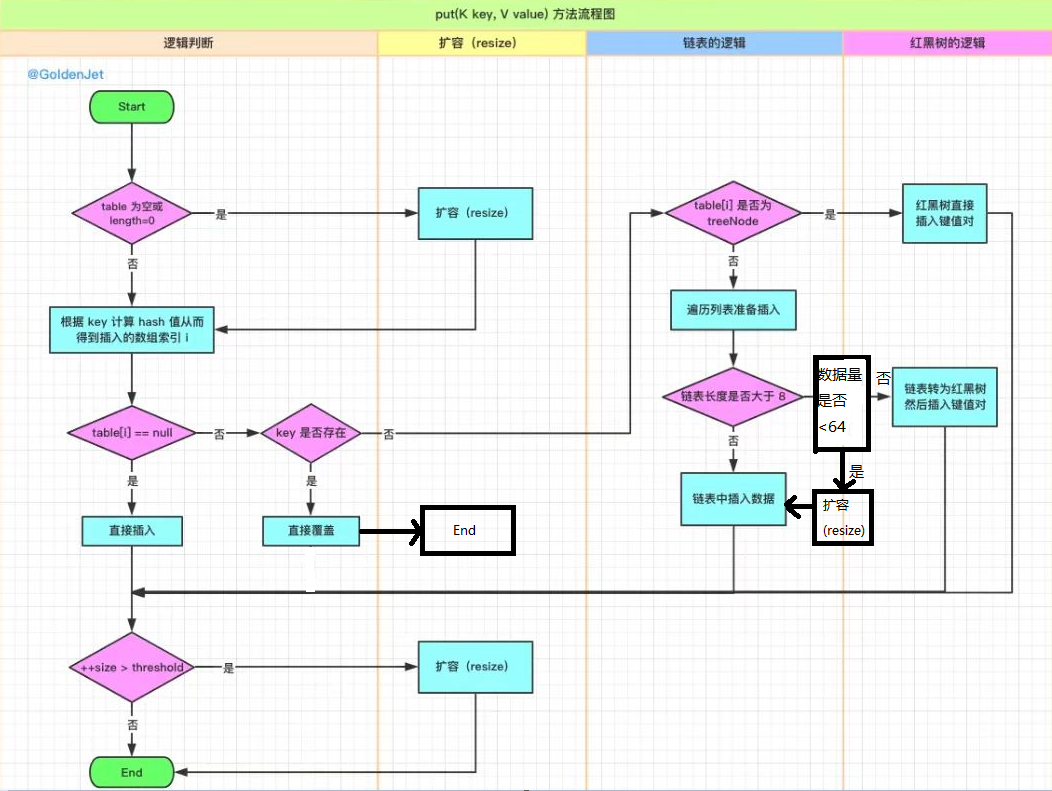 put(K key, V value) 方法流程图
逻辑判断
扩容（resize）
链表的逻辑
红黑树的逻辑
@GoldenJet
Start
table 为空或
length=0
是
扩容（resize）
否
根据 key 计算 hash 值从而
得到插入的数组索引 i
table[i] == null
否
key 是否存在
否
是
直接插入
是
直接覆盖
End
table[i] 是否为
treeNode
是
红黑树直接
插入键值对
否
遍历列表准备插入
链表长度是否大于 8
数据量
是否
<64
否
链表转为红黑树
然后插入键值对
否
是
链表中插入数据
扩容
(resize)
++size > threshold
是
扩容（resize）
否
End